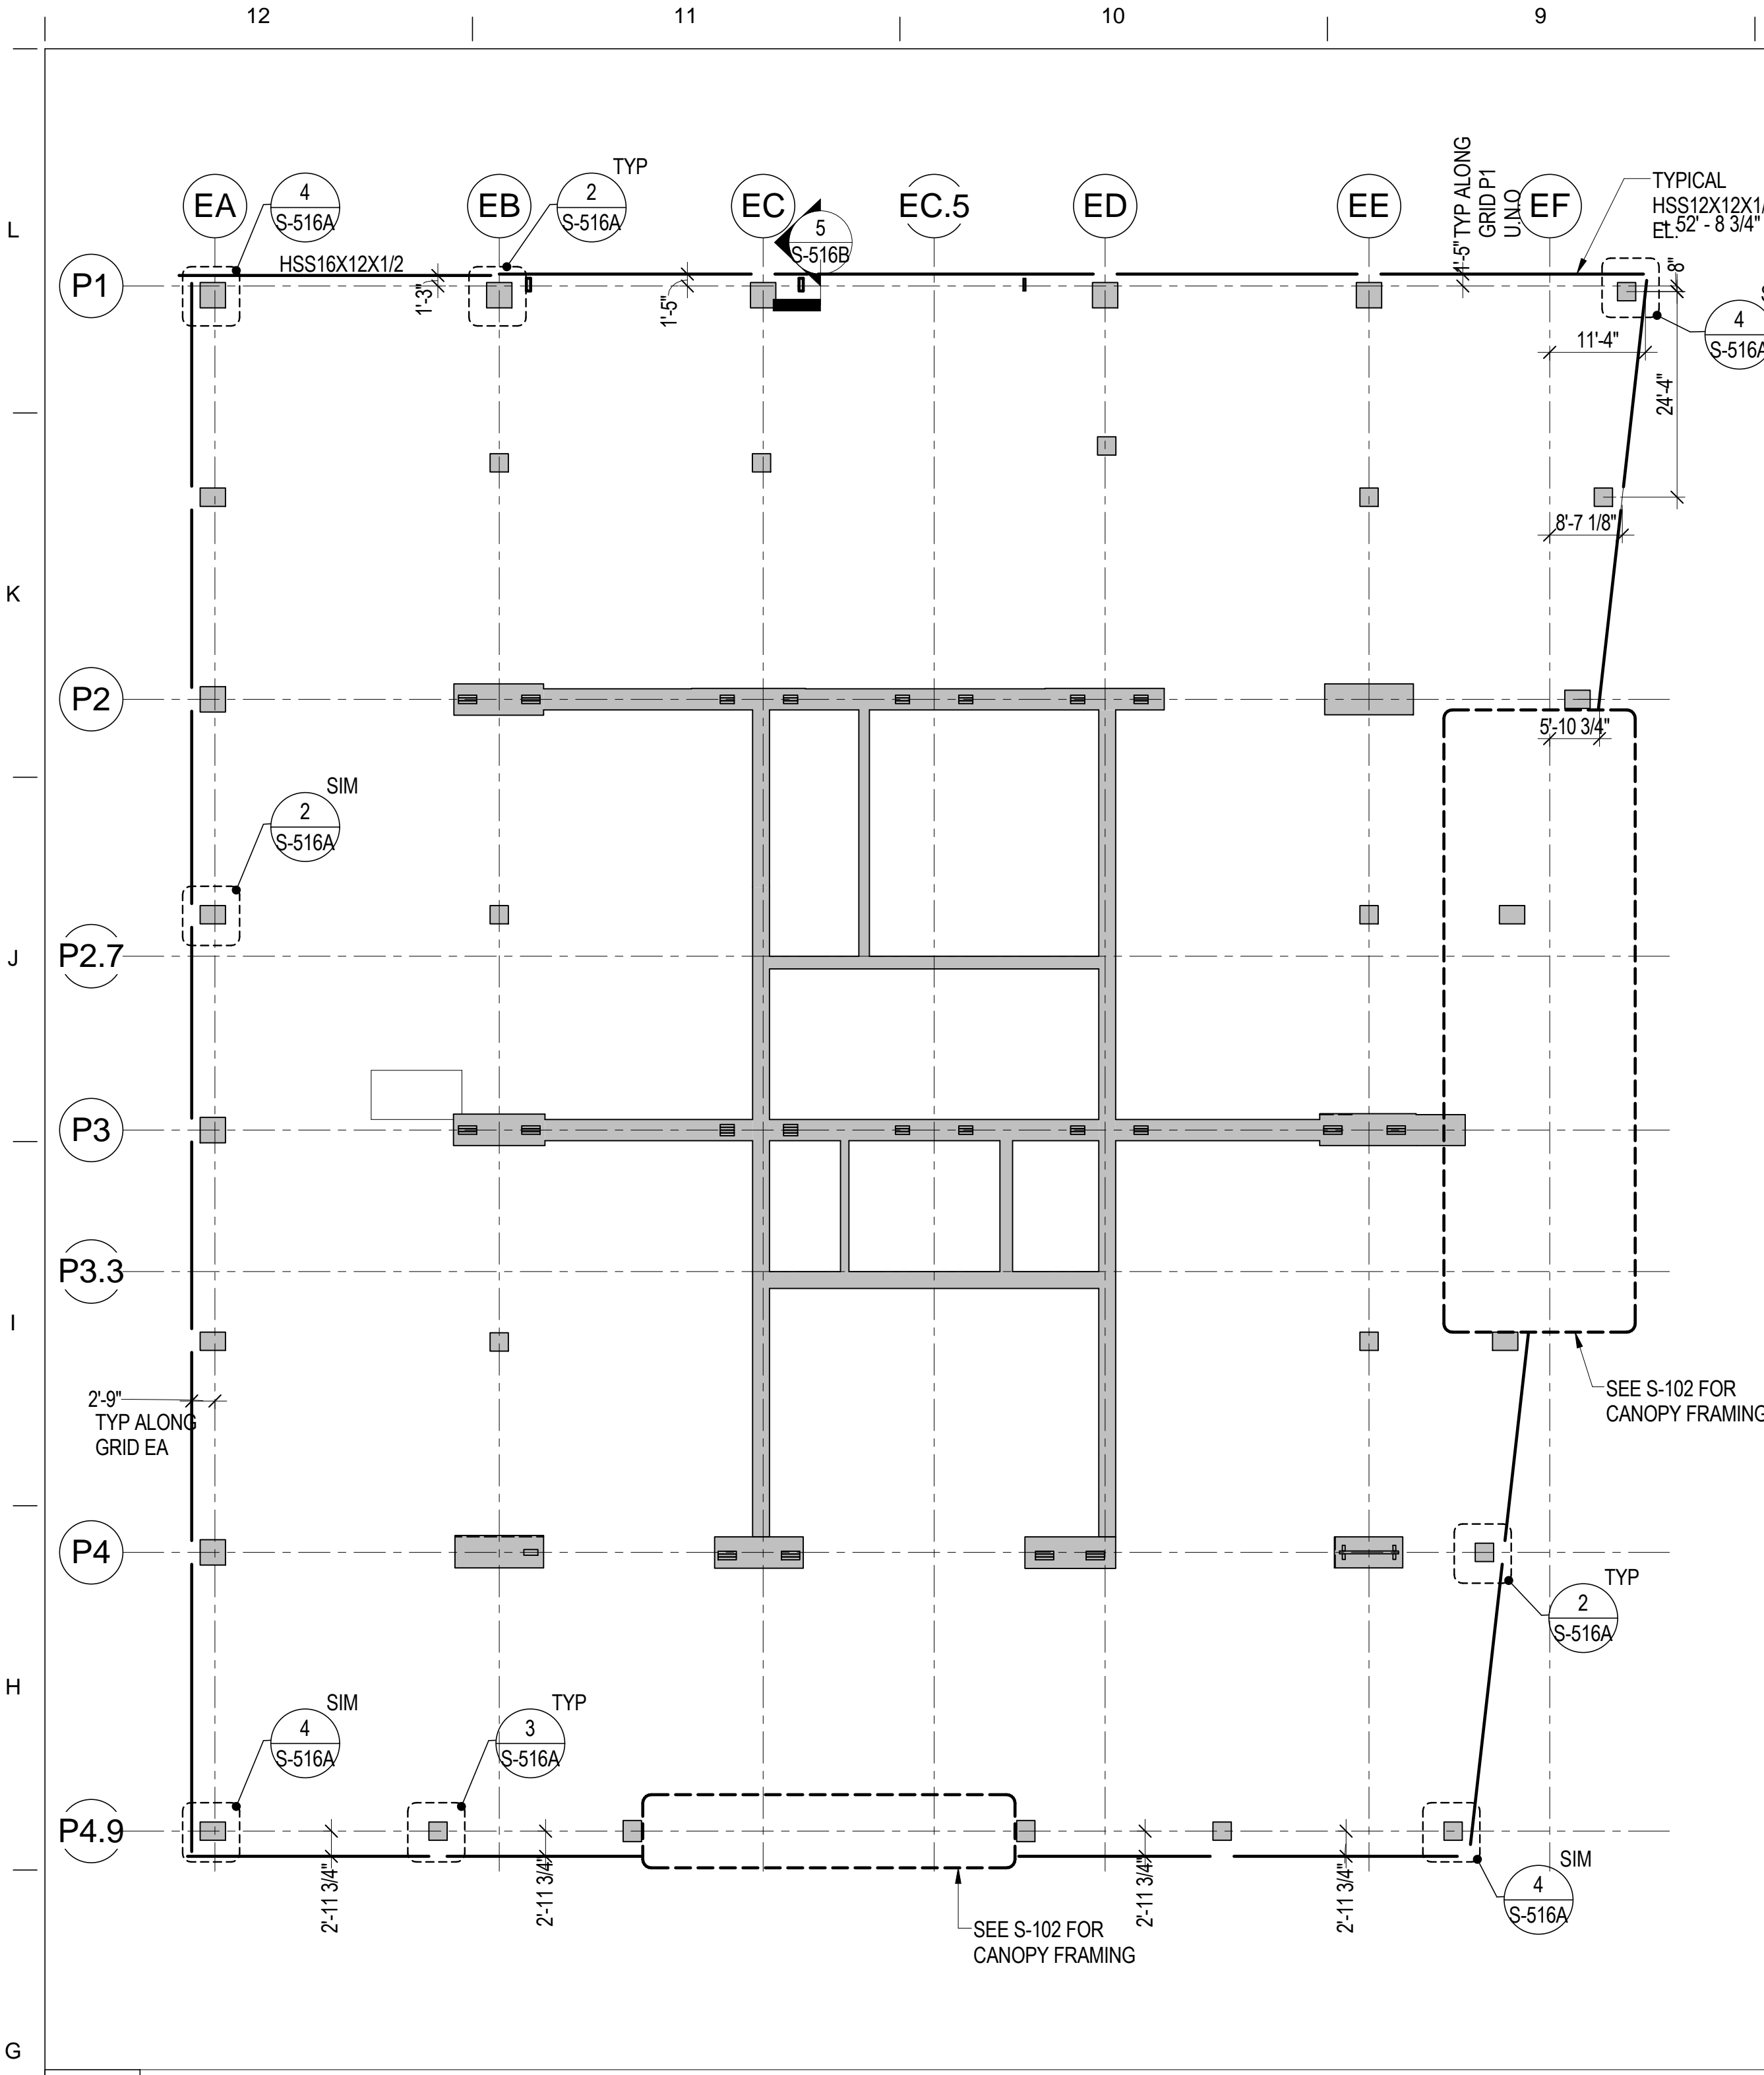 12
11
10
9
L
K
J
I
H
G
EA
EB
EC
EC.5
ED
EE
EF
P1
P2
P2.7
P3
P3.3
P4
P4.9
4
S-516A
TYP
2
S-516A
5
S-516B
HSS16X12X1/2
1'-3"
1'-5"
1'-5" TYP ALONG
GRID P1
U.N.O
TYPICAL
HSS12X12X1/
EL.
+ 52' - 8 3/4"
8"
4
S-516A
11'-4"
24'-4"
8'-7 1/8"
5'-10 3/4"
SIM
2
S-516A
2'-9"
TYP ALONG
GRID EA
SEE S-102 FOR
CANOPY FRAMING
TYP
2
S-516A
SIM
4
S-516A
TYP
3
S-516A
2'-11 3/4"
2'-11 3/4"
2'-11 3/4"
2'-11 3/4"
SEE S-102 FOR
CANOPY FRAMING
SIM
4
S-516A